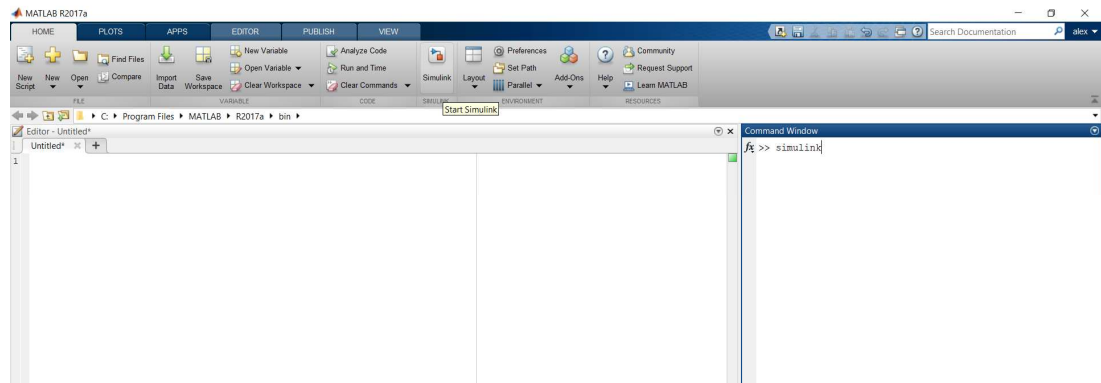 MATLAB R2017a
HOME PLOTS APPS EDITOR PUBLISH VIEW
Search Documentation alex
New Script
New
Open
Find Files
Compare
Import Data
Save Workspace
New Variable
Open Variable
Clear Workspace
Analyze Code
Run and Time
Clear Commands
Simulink
Layout
Preferences
Set Path
Parallel
Add-Ons
Help
Community
Request Support
Learn MATLAB
FILE VARIABLE CODE SIMULINK ENVIRONMENT RESOURCES
Start Simulink
C: Program Files MATLAB R2017a bin
Editor - Untitled*
Untitled* +
1
Command Window
fx >> simulink